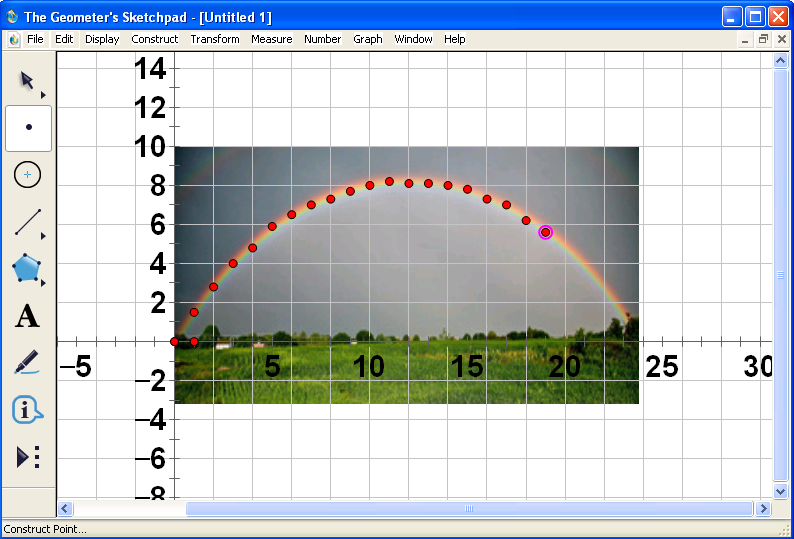 The Geometer's Sketchpad - [Untitled 1]
File Edit Display Construct Transform Measure Number Graph Window Help
14
12
10
8
6
4
2
−5 5 10 15 20 25 30
−2
−4
−6
−8
A
i
Construct Point...